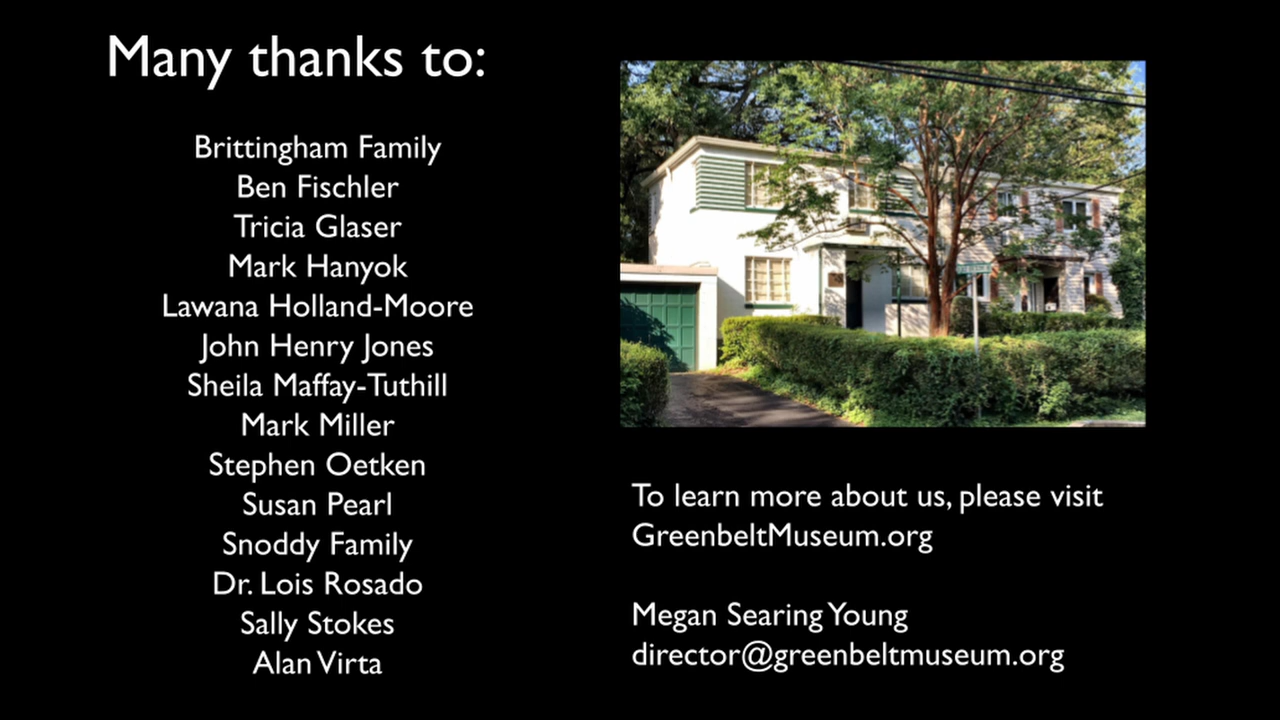 Many thanks to:
Brittingham Family
Ben Fischler
Tricia Glaser
Mark Hanyok
Lawana Holland-Moore
John Henry Jones
Sheila Maffay-Tuthill
Mark Miller
Stephen Oetken
Susan Pearl
Snoddy Family
Dr. Lois Rosado
Sally Stokes
Alan Virta
To learn more about us, please visit
GreenbeltMuseum.org
Megan Searing Young
director@greenbeltmuseum.org